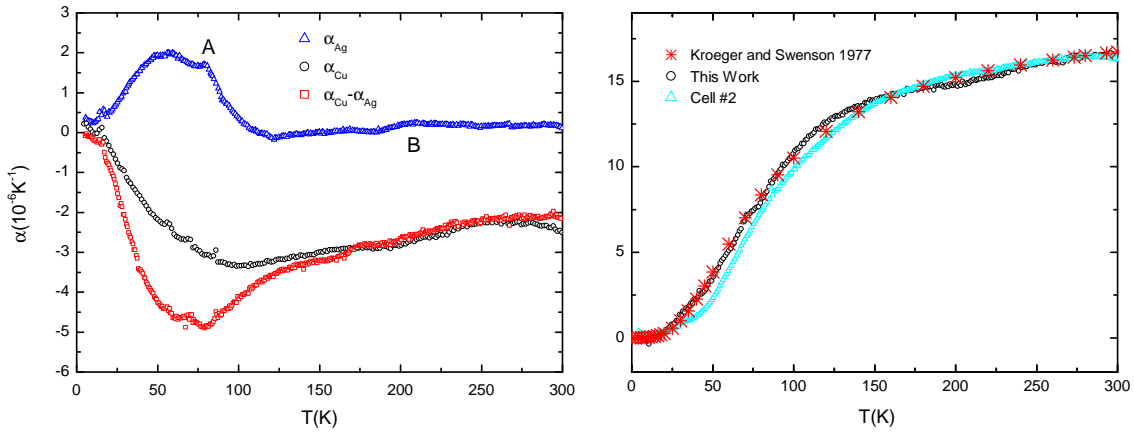 3
2
1
0
-1
-2
-3
-4
-5
-6
α(10⁻⁶K⁻¹)
A
B
α_Ag
α_Cu
α_Cu-α_Ag
0 50 100 150 200 250 300
T(K)
15
10
5
0
Kroeger and Swenson 1977
This Work
Cell #2
0 50 100 150 200 250 300
T(K)